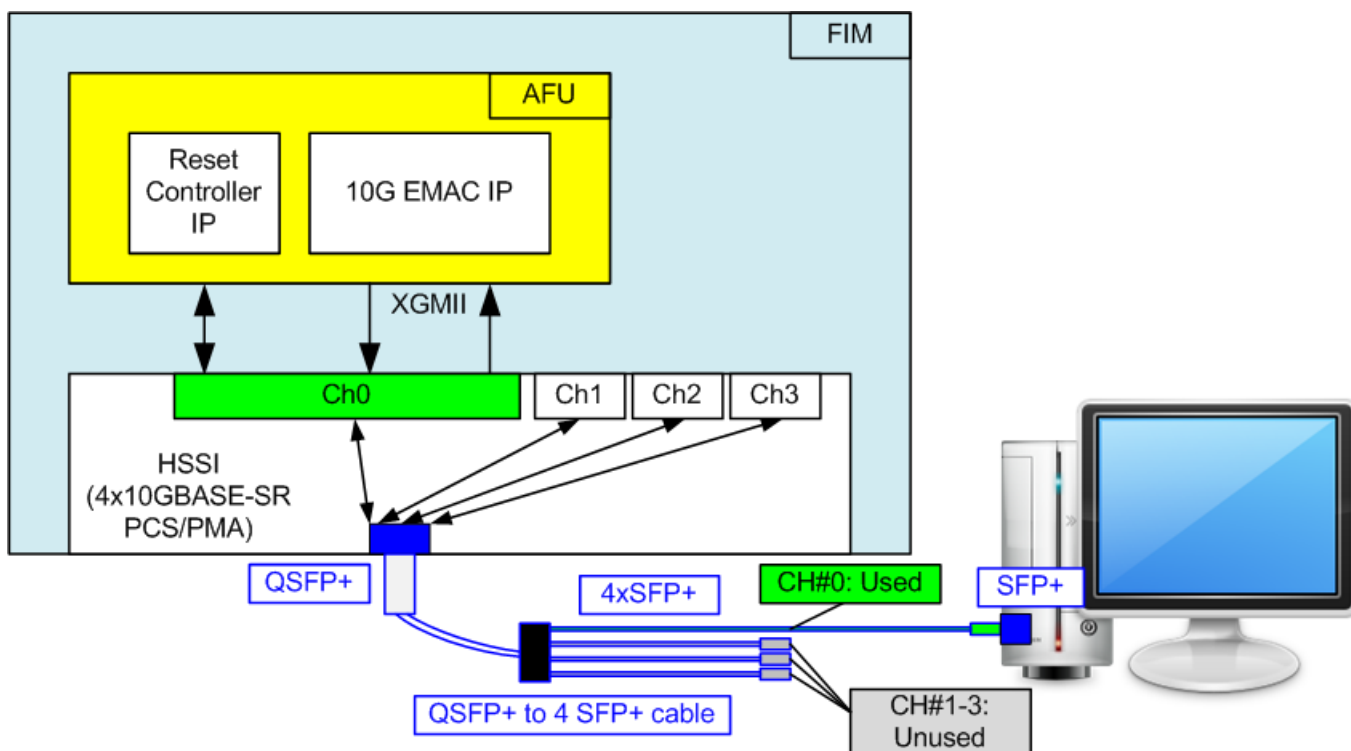 FIM
AFU
Reset
Controller
IP
10G EMAC IP
XGMII
Ch0
Ch1
Ch2
Ch3
HSSI
(4x10GBASE-SR
PCS/PMA)
QSFP+
4xSFP+
CH#0: Used
SFP+
QSFP+ to 4 SFP+ cable
CH#1-3:
Unused